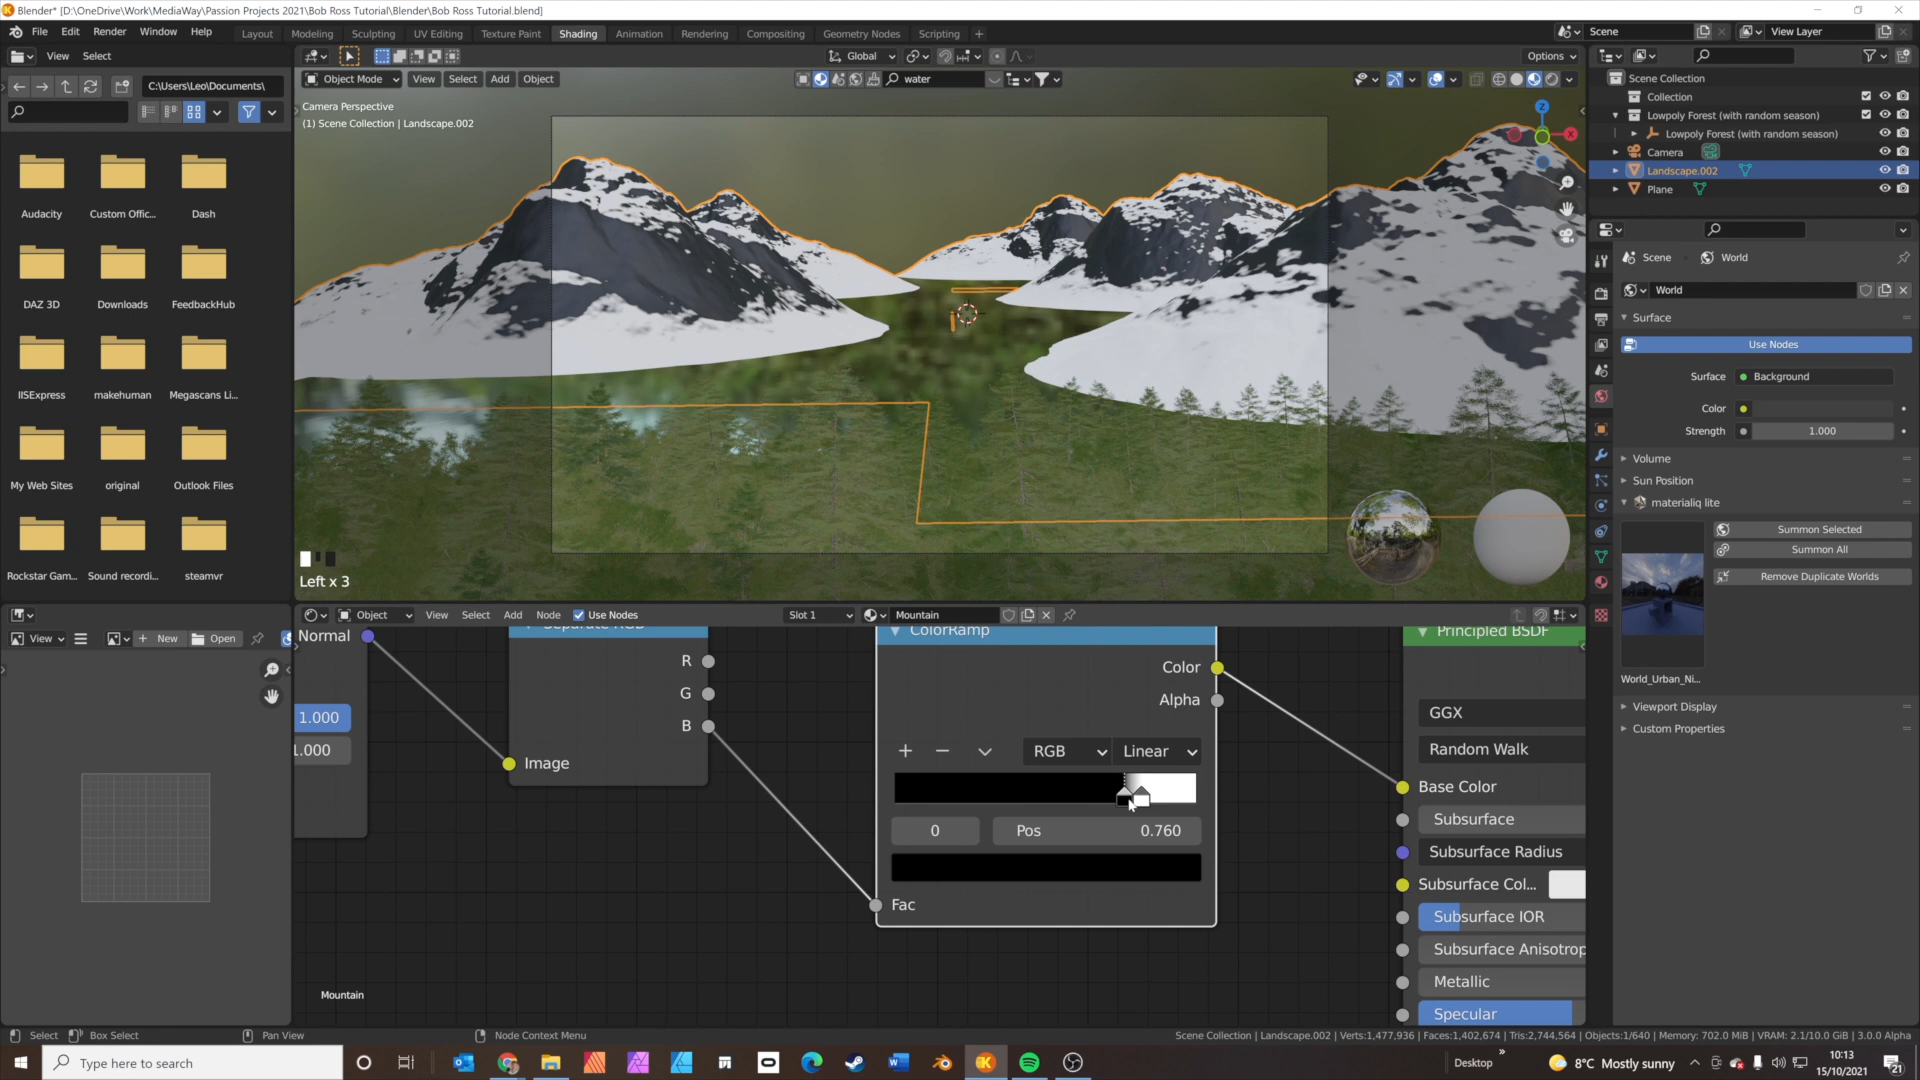 Blender* [D:\OneDrive\Work\MediaWay\Passion Projects 2021\Bob Ross Tutorial\Blender\Bob Ross Tutorial.blend]
File Edit Render Window Help
Layout Modeling Sculpting UV Editing Texture Paint Shading Animation Rendering Compositing Geometry Nodes Scripting +
Scene
View Layer
View Select
Global
Options
C:\Users\Leo\Documents\
Object Mode View Select Add Object
water
Camera Perspective
(1) Scene Collection | Landscape.002
Audacity Custom Offic... Dash
DAZ 3D Downloads FeedbackHub
IISExpress makehuman Megascans Li...
My Web Sites original Outlook Files
Rockstar Gam... Sound recordi... steamvr
Z
X
Left x 3
Scene Collection
Collection
Lowpoly Forest (with random season)
Lowpoly Forest (with random season)
Camera
Landscape.002
Plane
Scene World
World
Surface
Use Nodes
Surface Background
Color
Strength 1.000
Volume
Sun Position
materialiq lite
Summon Selected
Summon All
Remove Duplicate Worlds
World_Urban_Ni...
Viewport Display
Custom Properties
View New Open
Object View Select Add Node Use Nodes Slot 1 Mountain
Normal
1.000
1.000
Separate RGB
R
G
B
Image
ColorRamp
Color
Alpha
RGB Linear
0 Pos 0.760
Fac
Principled BSDF
GGX
Random Walk
Base Color
Subsurface
Subsurface Radius
Subsurface Col...
Subsurface IOR
Subsurface Anisotrop
Metallic
Specular
Mountain
Select Box Select Pan View Node Context Menu
Scene Collection | Landscape.002 | Verts:1,477,936 | Faces:1,402,674 | Tris:2,744,564 | Objects:1/640 | Memory: 702.0 MiB | VRAM: 2.1/10.0 GiB | 3.0.0 Alpha
Type here to search
Desktop
8°C Mostly sunny
10:13
15/10/2021
21